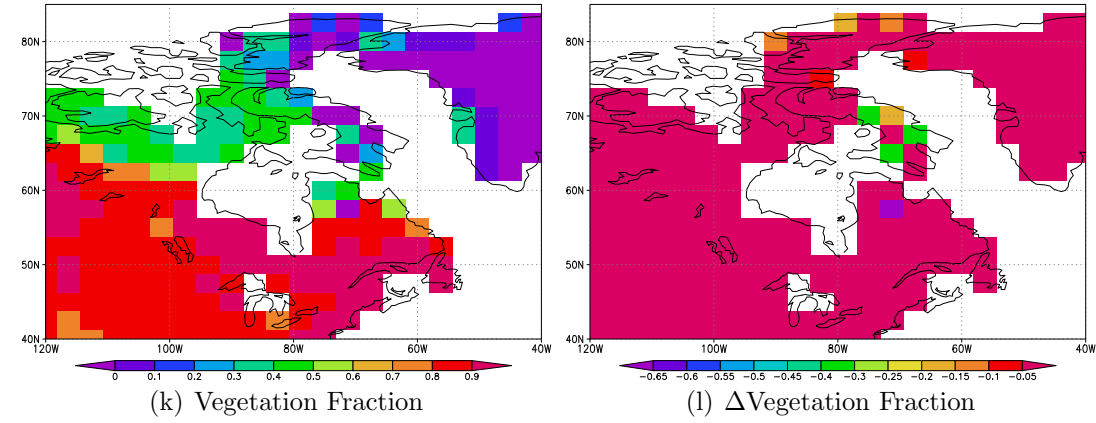 80N
70N
60N
50N
40N
120W 100W 80W 60W 40W
0 0.1 0.2 0.3 0.4 0.5 0.6 0.7 0.8 0.9
(k) Vegetation Fraction
80N
70N
60N
50N
40N
120W 100W 80W 60W 40W
-0.65 -0.6 -0.55 -0.5 -0.45 -0.4 -0.3 -0.25 -0.2 -0.15 -0.1 -0.05
(l) ΔVegetation Fraction